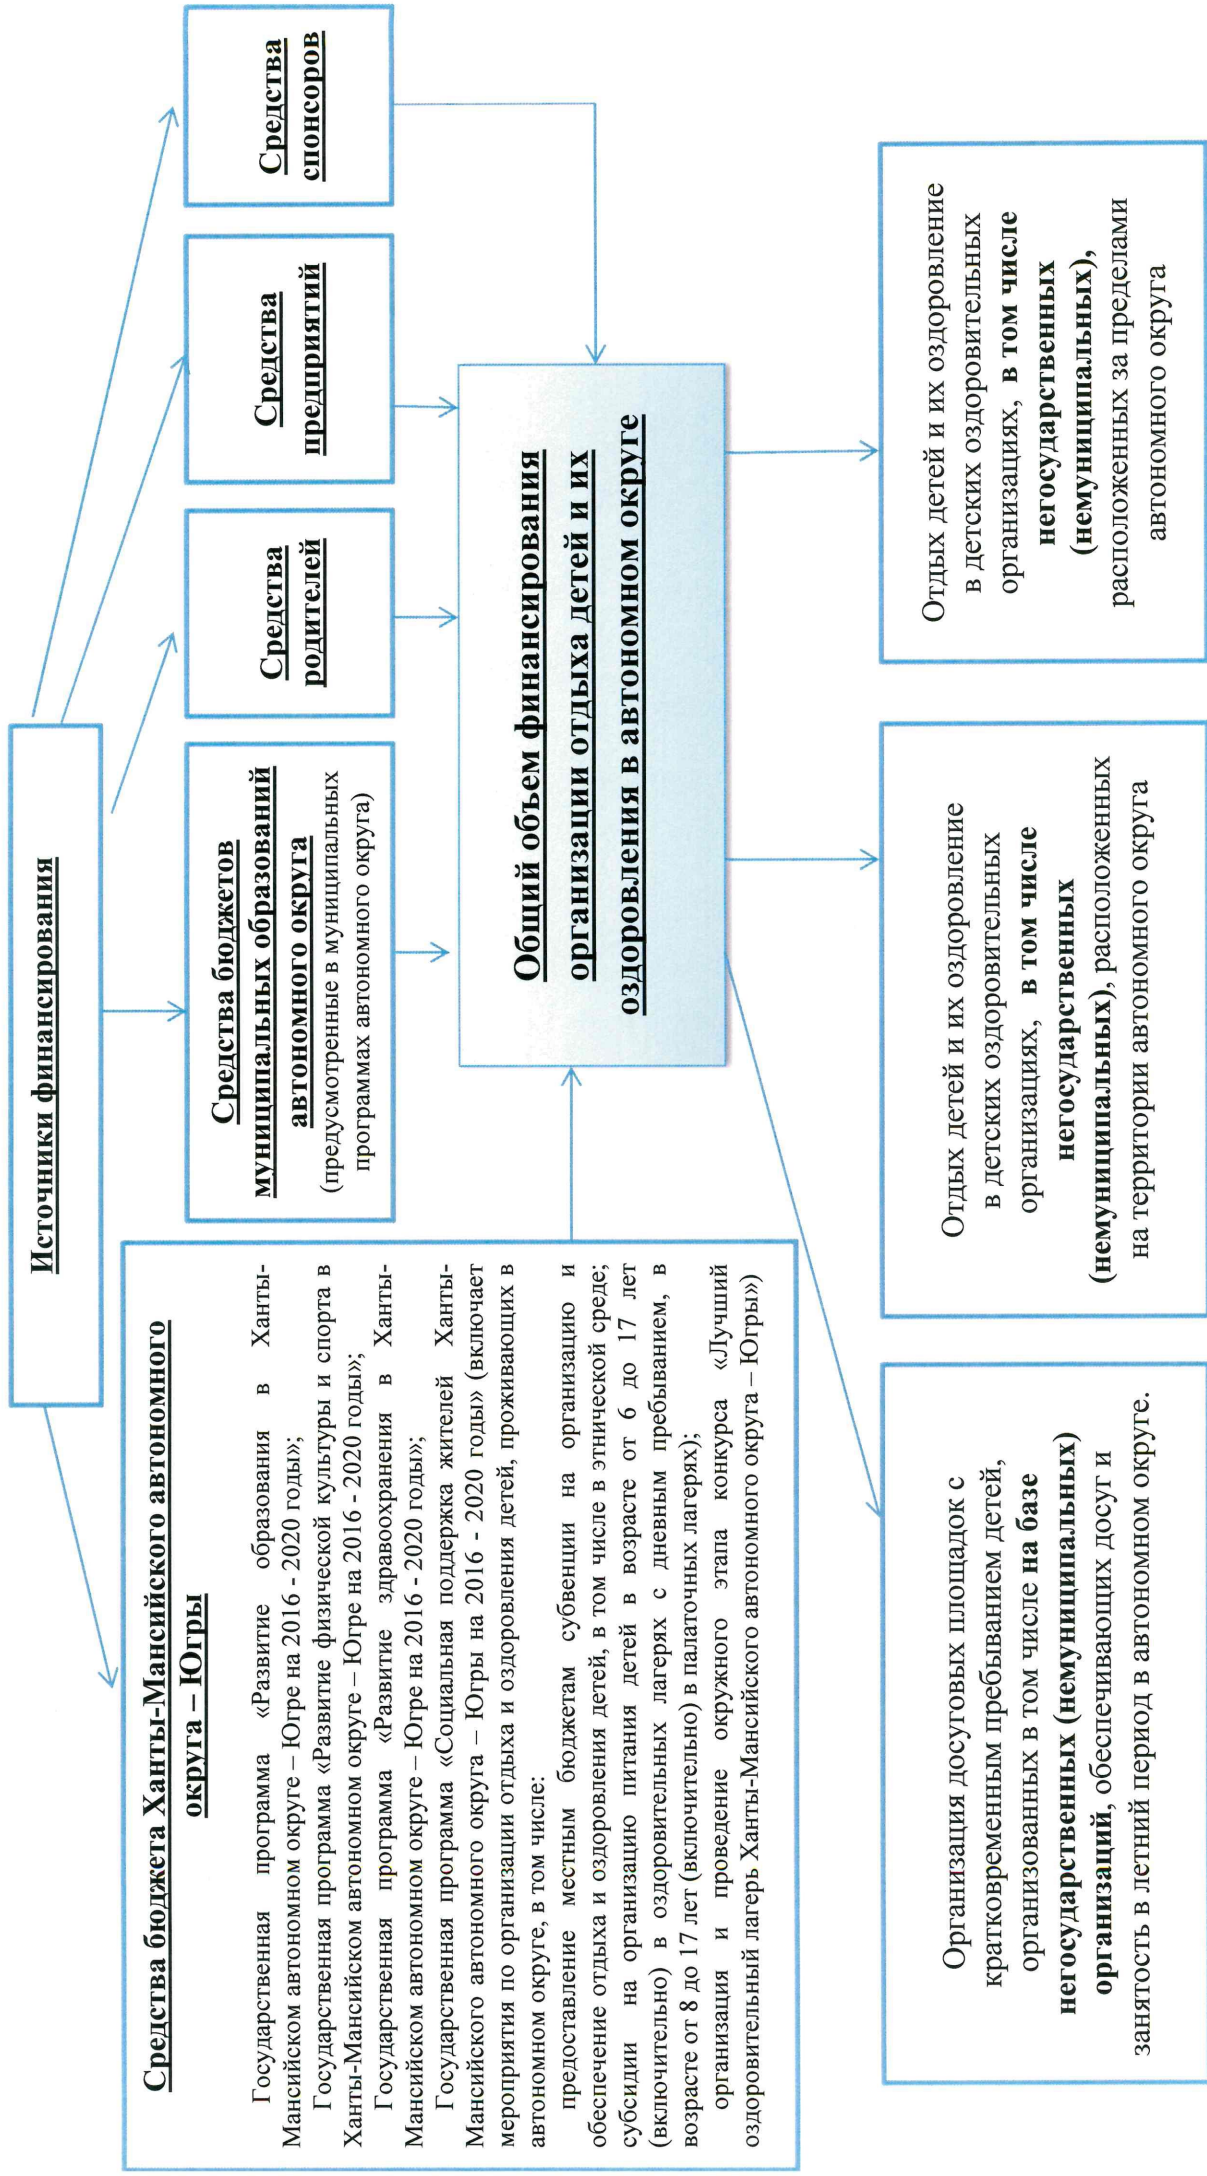 Источники финансирования
Средства бюджета Ханты-Мансийского автономного
округа – Югры
Государственная программа «Развитие образования в Ханты-
Мансийском автономном округе – Югре на 2016 - 2020 годы»;
Государственная программа «Развитие физической культуры и спорта в
Ханты-Мансийском автономном округе – Югре на 2016 - 2020 годы»;
Государственная программа «Развитие здравоохранения в Ханты-
Мансийском автономном округе – Югре на 2016 - 2020 годы»;
Государственная программа «Социальная поддержка жителей Ханты-
Мансийского автономного округа – Югры на 2016 - 2020 годы» (включает
мероприятия по организации отдыха и оздоровления детей, проживающих в
автономном округе, в том числе:
предоставление местным бюджетам субвенции на организацию и
обеспечение отдыха и оздоровления детей, в том числе в этнической среде;
субсидии на организацию питания детей в возрасте от 6 до 17 лет
(включительно) в оздоровительных лагерях с дневным пребыванием, в
возрасте от 8 до 17 лет (включительно) в палаточных лагерях);
организация и проведение окружного этапа конкурса «Лучший
оздоровительный лагерь Ханты-Мансийского автономного округа – Югры»)
Средства бюджетов
муниципальных образований
автономного округа
(предусмотренные в муниципальных
программах автономного округа)
Средства
родителей
Средства
предприятий
Средства
спонсоров
Общий объем финансирования
организации отдыха детей и их
оздоровления в автономном округе
Организация досуговых площадок с
кратковременным пребыванием детей,
организованных в том числе на базе
негосударственных (немуниципальных)
организаций, обеспечивающих досуг и
занятость в летний период в автономном округе.
Отдых детей и их оздоровление
в детских оздоровительных
организациях, в том числе
негосударственных
(немуниципальных), расположенных
на территории автономного округа
Отдых детей и их оздоровление
в детских оздоровительных
организациях, в том числе
негосударственных
(немуниципальных),
расположенных за пределами
автономного округа